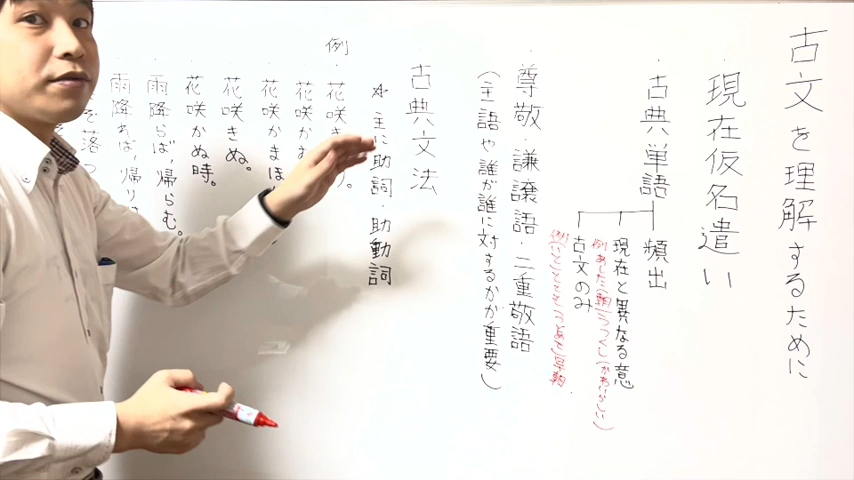 古文を理解するために
・現在仮名遣い
・古典単語
頻出
現在と異なる意
例 あした(朝) うつくし(かわいらしい)
古文のみ
例
・尊敬・謙譲語・二重敬語
(主語や誰が誰に対するかが重要)
古典文法
☆主に助詞・助動詞
例・花咲き
花咲か
花咲かまほ
花咲きぬ。
花咲かぬ時。
雨降らば,帰らむ。
雨降れば,帰り
を落つ